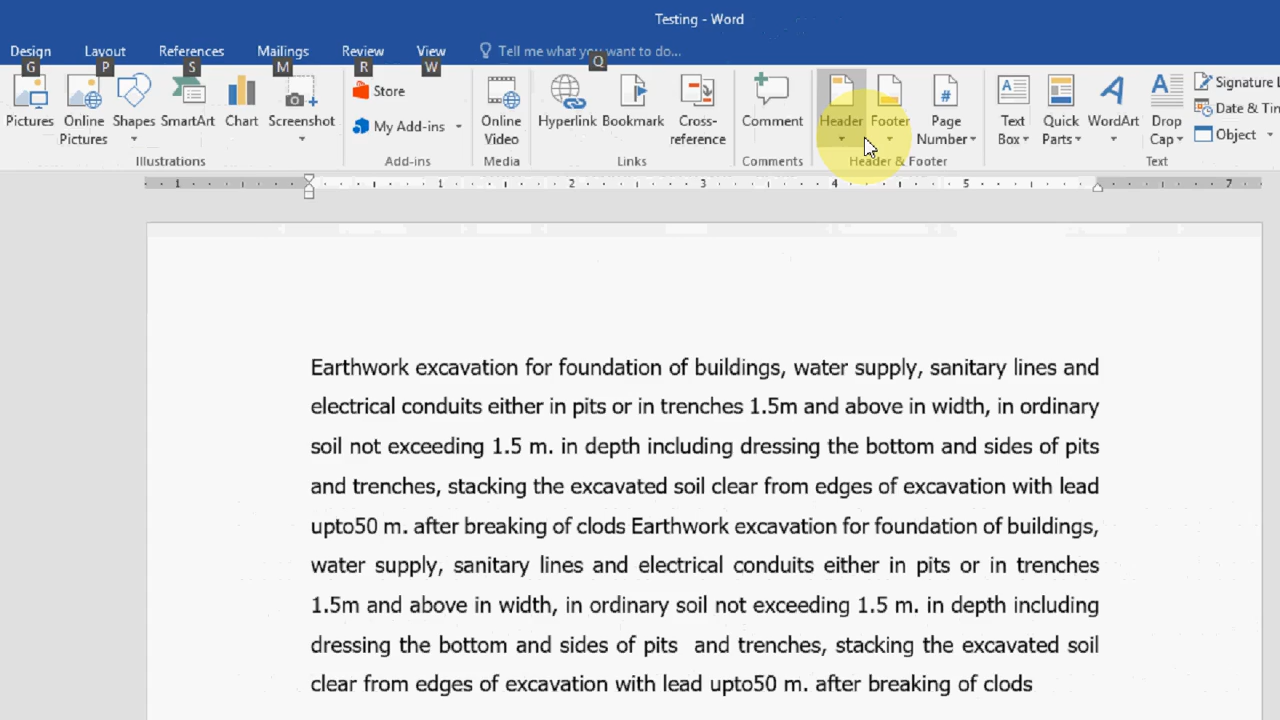 Testing - Word
Design Layout References Mailings Review View Tell me what you want to do...
G P S M R W Q
Pictures Online Pictures Shapes SmartArt Chart Screenshot
Illustrations
Store
My Add-ins
Add-ins
Online Video
Media
Hyperlink Bookmark Cross-reference
Links
Comment
Comments
Header Footer Page Number
Header & Footer
Text Box Quick Parts WordArt Drop Cap
Signature L
Date & Tim
Object
Text
1 1 2 3 4 5 7
Earthwork excavation for foundation of buildings, water supply, sanitary lines and
electrical conduits either in pits or in trenches 1.5m and above in width, in ordinary
soil not exceeding 1.5 m. in depth including dressing the bottom and sides of pits
and trenches, stacking the excavated soil clear from edges of excavation with lead
upto50 m. after breaking of clods Earthwork excavation for foundation of buildings,
water supply, sanitary lines and electrical conduits either in pits or in trenches
1.5m and above in width, in ordinary soil not exceeding 1.5 m. in depth including
dressing the bottom and sides of pits and trenches, stacking the excavated soil
clear from edges of excavation with lead upto50 m. after breaking of clods